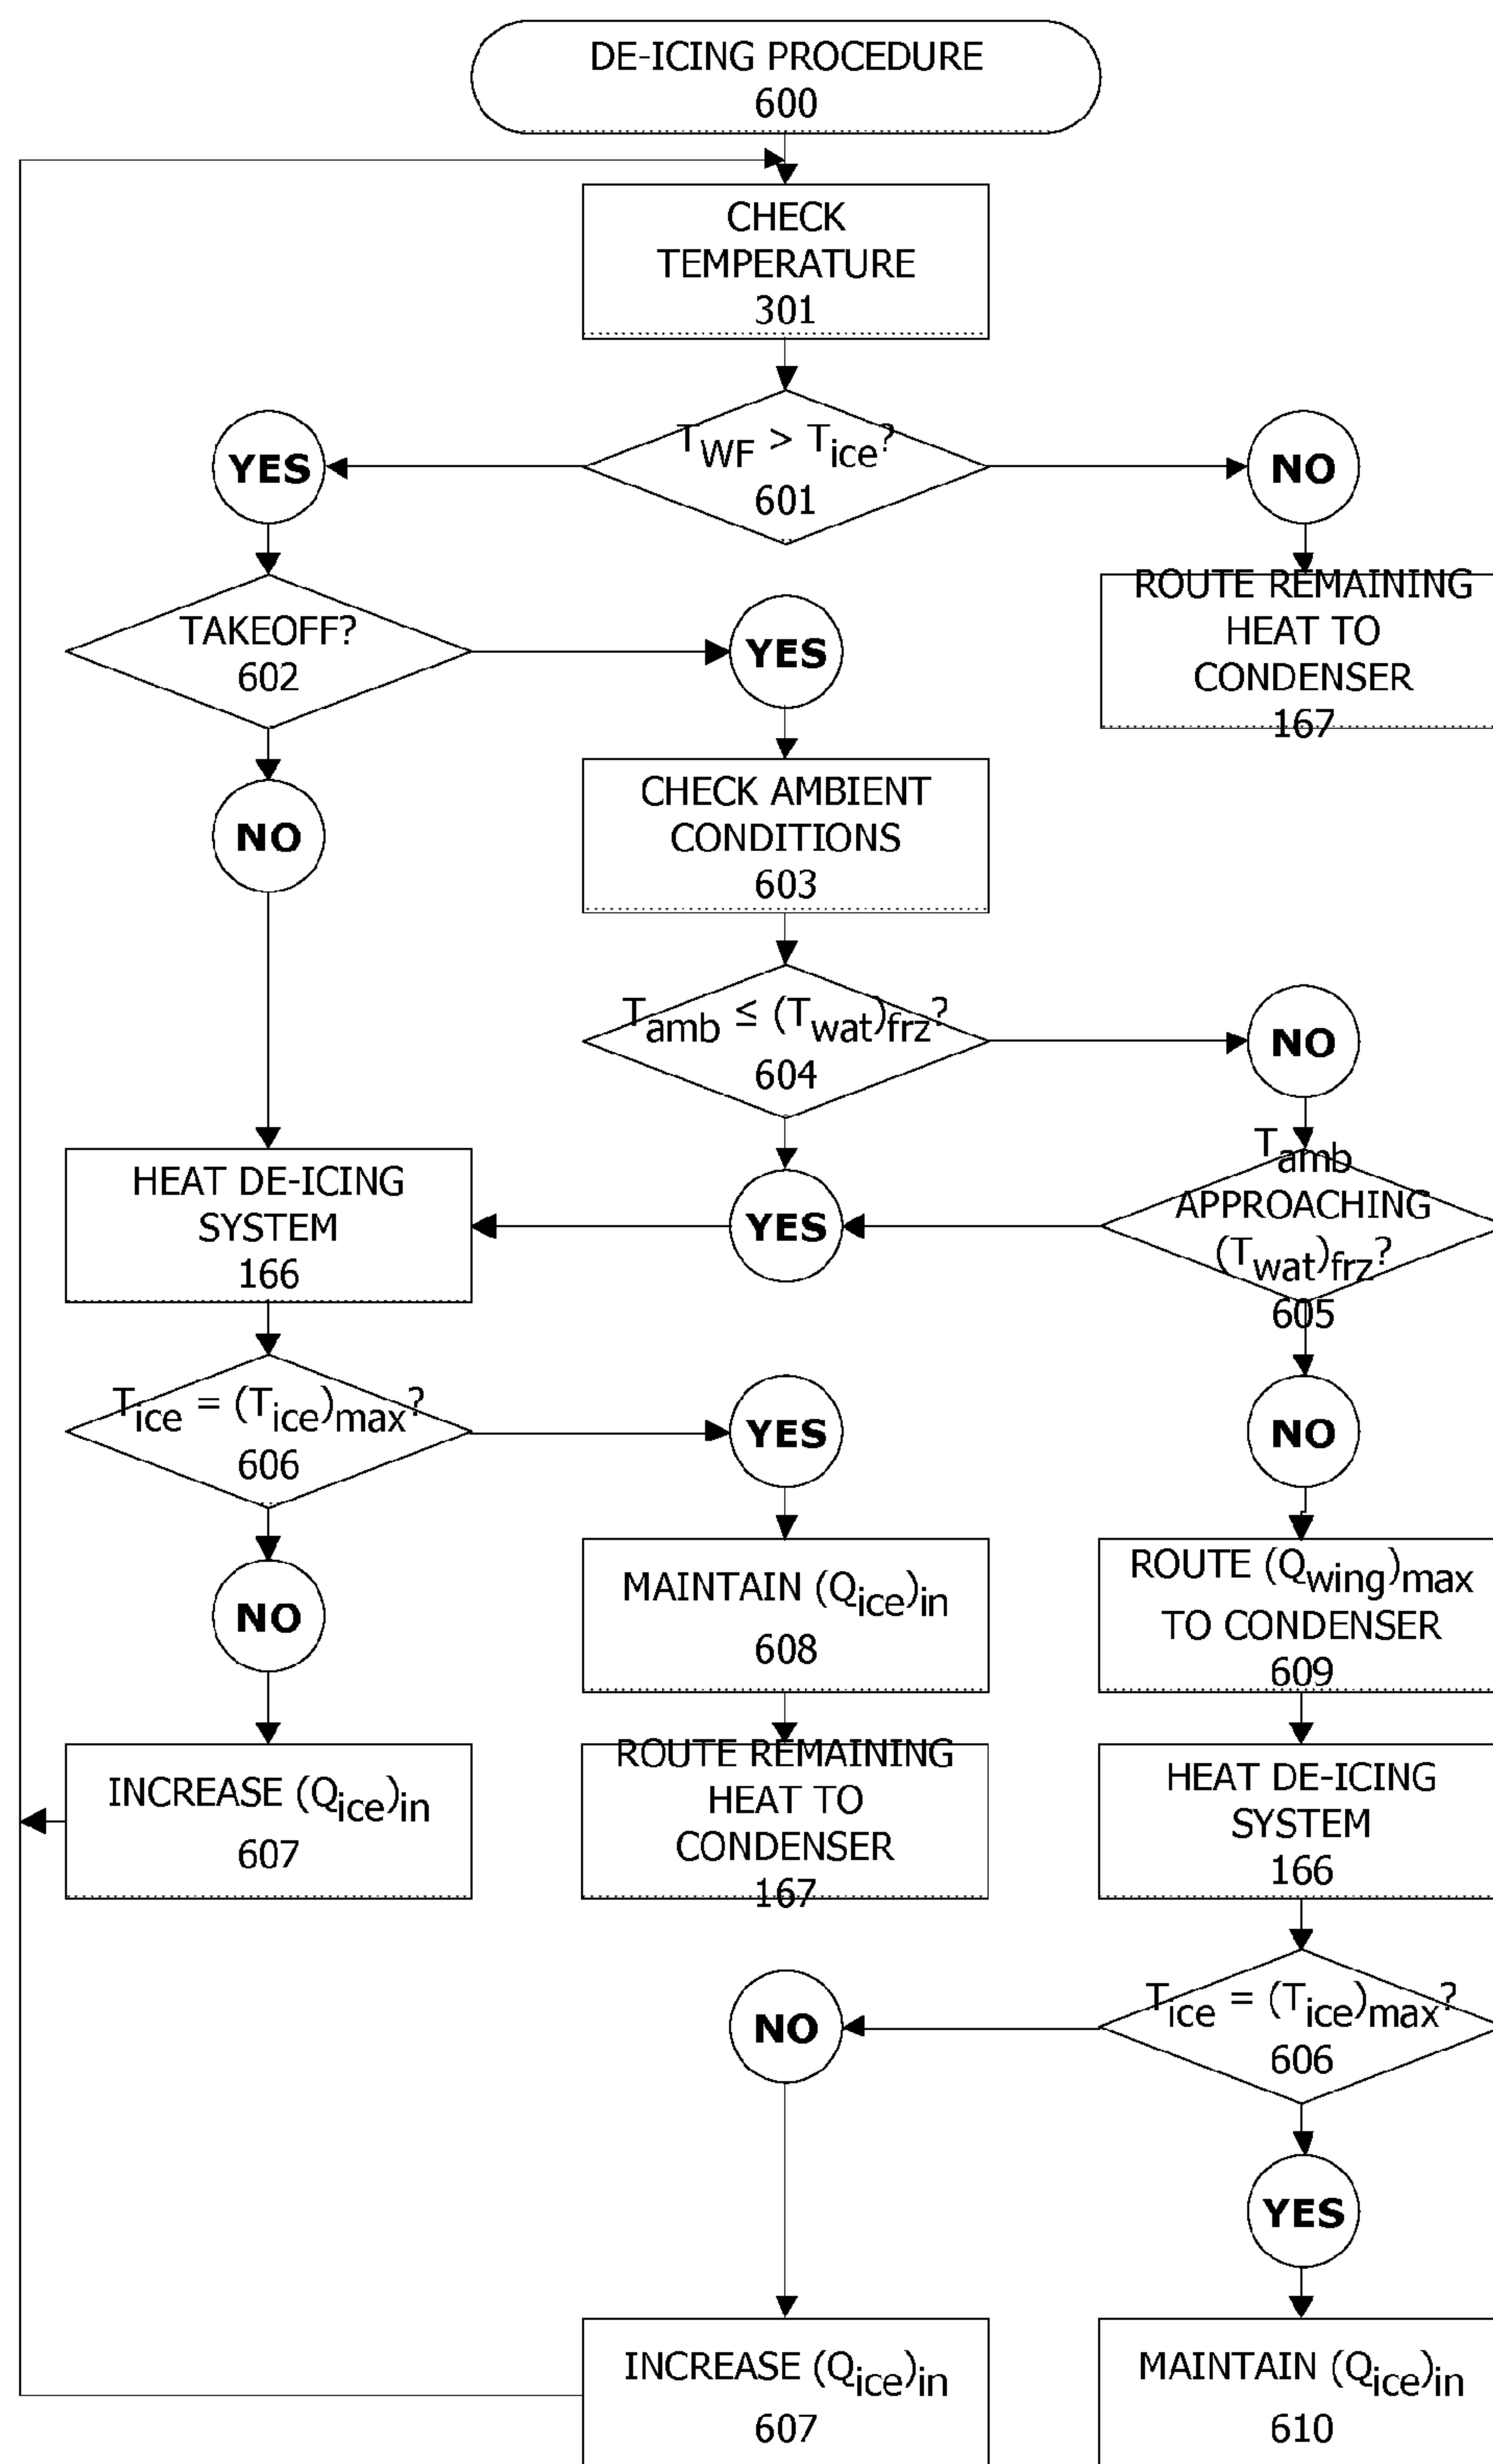 DE-ICING PROCEDURE
600
CHECK
TEMPERATURE
301
T_WF > T_ice?
601
YES
NO
TAKEOFF?
602
YES
ROUTE REMAINING
HEAT TO
CONDENSER
167
NO
CHECK AMBIENT
CONDITIONS
603
T_amb ≤ (T_wat)_frz?
604
NO
HEAT DE-ICING
SYSTEM
166
YES
T_amb
APPROACHING
(T_wat)_frz?
605
T_ice = (T_ice)_max?
606
YES
NO
NO
MAINTAIN (Q_ice)_in
608
ROUTE (Q_wing)_max
TO CONDENSER
609
INCREASE (Q_ice)_in
607
ROUTE REMAINING
HEAT TO
CONDENSER
167
HEAT DE-ICING
SYSTEM
166
NO
T_ice = (T_ice)_max?
606
YES
INCREASE (Q_ice)_in
607
MAINTAIN (Q_ice)_in
610